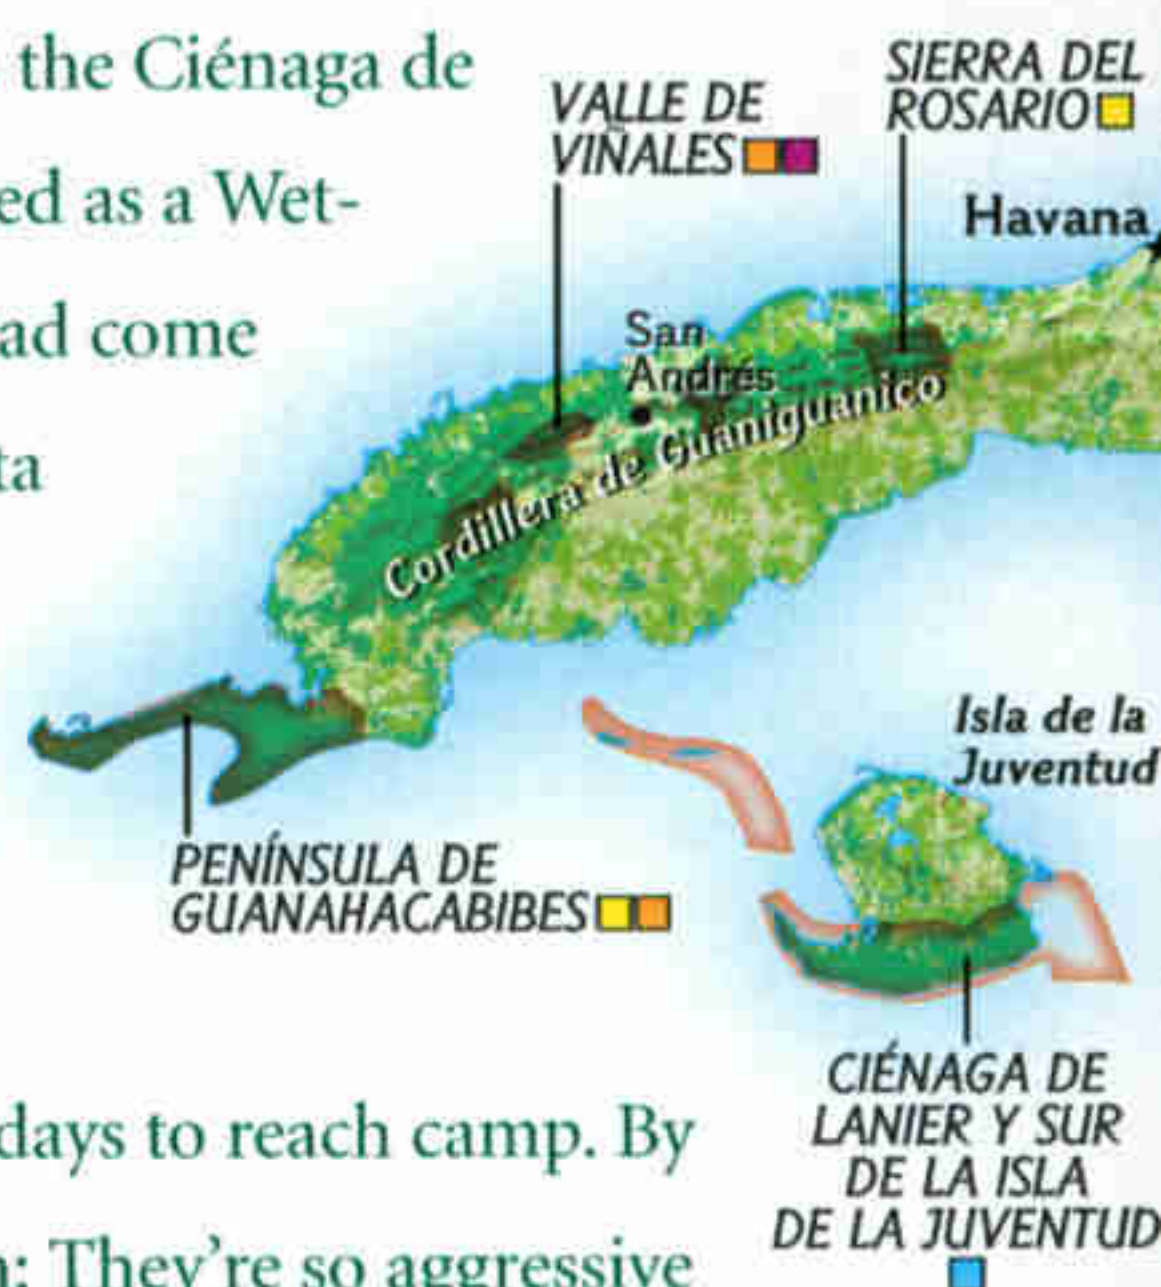 the Ciénaga de
ed as a Wet-
ad come
ta
days to reach camp. By
They're so aggressive
VALLE DE
VIÑALES
SIERRA DEL
ROSARIO
Havana
San
Andrés
Cordillera de Guaniguanico
Isla de la
Juventud
PENÍNSULA DE
GUANAHACABIBES
CIÉNAGA DE
LANIER Y SUR
DE LA ISLA
DE LA JUVENTUD